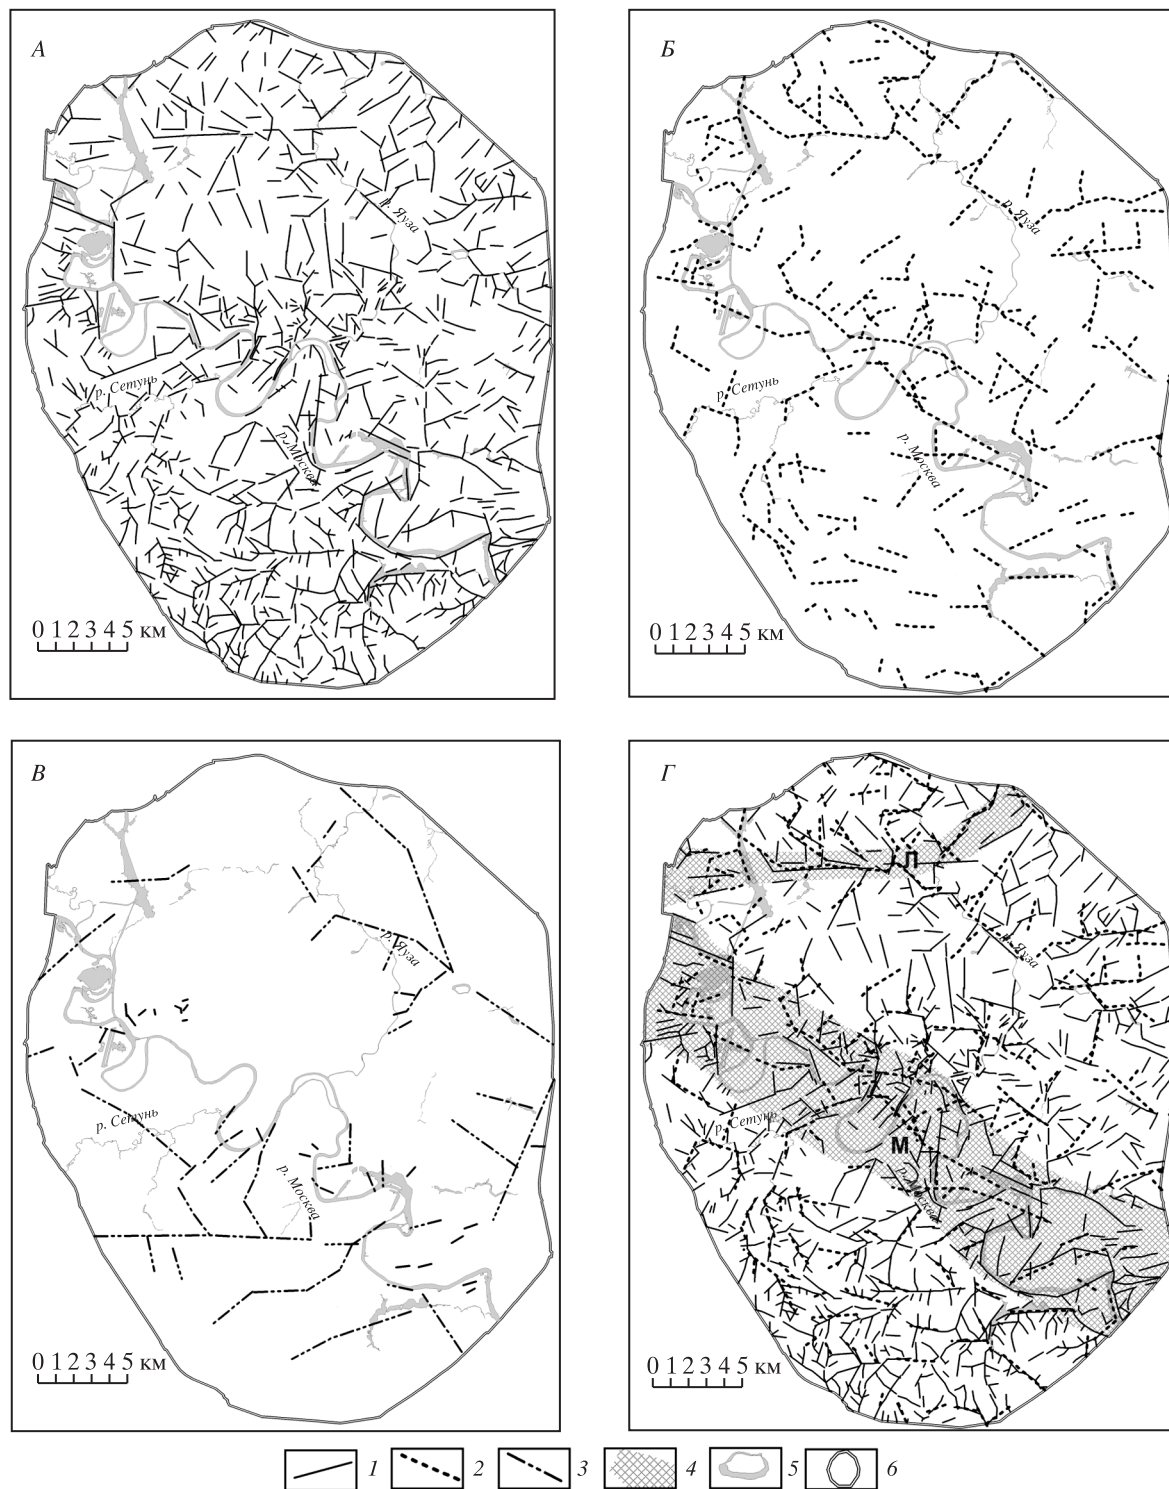 А
р. Яуза
р. Сетунь
р. Москва
0 1 2 3 4 5 км
Б
р. Яуза
р. Сетунь
р. Москва
0 1 2 3 4 5 км
В
р. Яуза
р. Сетунь
р. Москва
0 1 2 3 4 5 км
Г
Л
р. Яуза
р. Сетунь
М
р. Москва
0 1 2 3 4 5 км
1 2 3 4 5 6